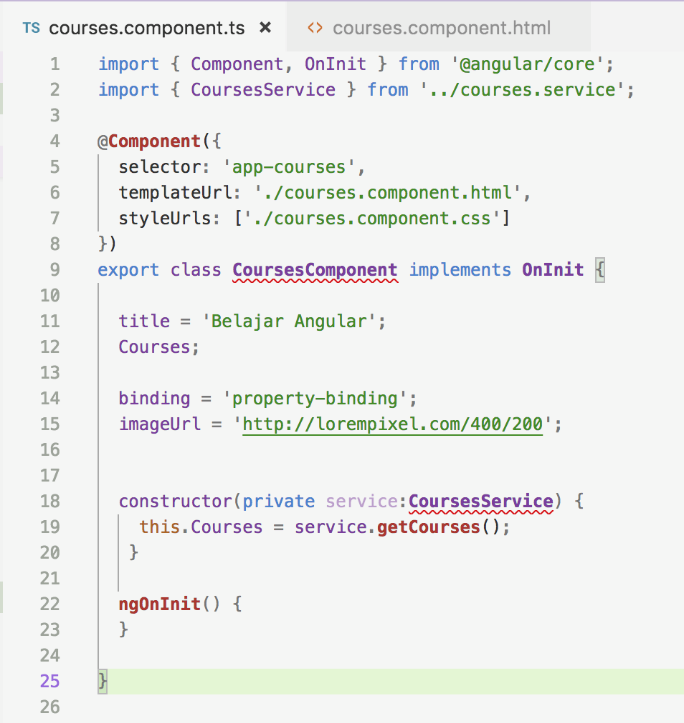 TS courses.component.ts × <> courses.component.html
1 import { Component, OnInit } from '@angular/core';
2 import { CoursesService } from '../courses.service';
3
4 @Component({
5   selector: 'app-courses',
6   templateUrl: './courses.component.html',
7   styleUrls: ['./courses.component.css']
8 })
9 export class CoursesComponent implements OnInit {
10
11   title = 'Belajar Angular';
12   Courses;
13
14   binding = 'property-binding';
15   imageUrl = 'http://lorempixel.com/400/200';
16
17
18   constructor(private service:CoursesService) {
19     this.Courses = service.getCourses();
20    }
21
22   ngOnInit() {
23   }
24
25 }
26